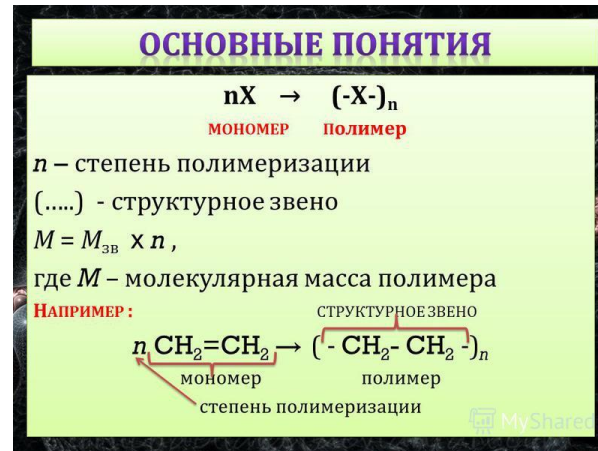 ОСНОВНЫЕ ПОНЯТИЯ
nX → (-X-)n
МОНОМЕР Полимер
n – степень полимеризации
(.....) - структурное звено
M = Mзв x n ,
где M – молекулярная масса полимера
НАПРИМЕР : СТРУКТУРНОЕ ЗВЕНО
n CH2=CH2 → ( - CH2- CH2 -)n
мономер полимер
степень полимеризации
MyShared